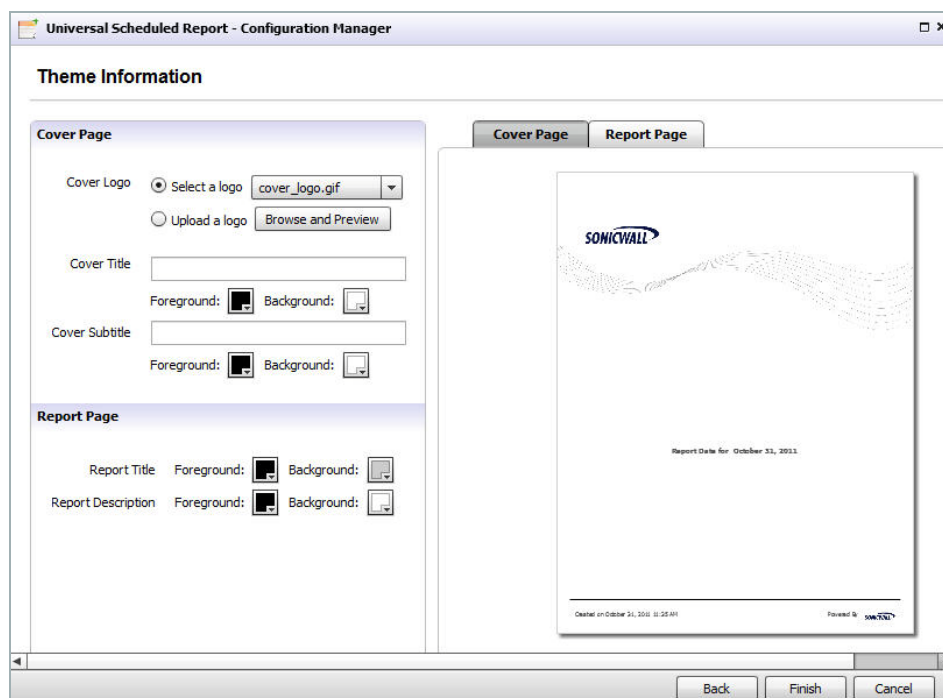 Universal Scheduled Report - Configuration Manager
Theme Information
Cover Page
Cover Logo
Select a logo
cover_logo.gif
Upload a logo
Browse and Preview
Cover Title
Foreground:
Background:
Cover Subtitle
Foreground:
Background:
Report Page
Report Title
Foreground:
Background:
Report Description
Foreground:
Background:
Cover Page
Report Page
SONICWALL
Report Date for October 31, 2011
Created on October 31, 2011 11:25 AM
Powered By SONICWALL
Back
Finish
Cancel